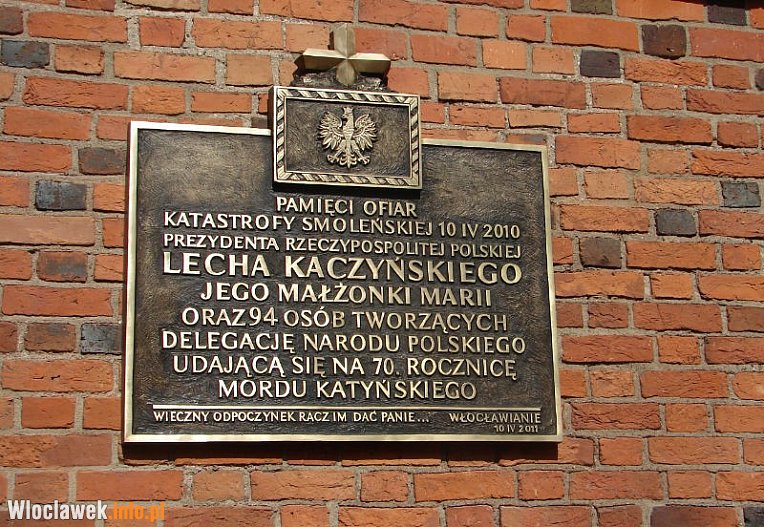 PAMIĘCI OFIAR
KATASTROFY SMOLEŃSKIEJ 10 IV 2010
PREZYDENTA RZECZYPOSPOLITEJ POLSKIEJ
LECHA KACZYŃSKIEGO
JEGO MAŁŻONKI MARII
ORAZ 94 OSÓB TWORZĄCYCH
DELEGACJĘ NARODU POLSKIEGO
UDAJĄCĄ SIĘ NA 70. ROCZNICĘ
MORDU KATYŃSKIEGO
WIECZNY ODPOCZYNEK RACZ IM DAĆ PANIE... WŁOCŁAWIANIE
10 IV 2011
Wloclawek.info.pl